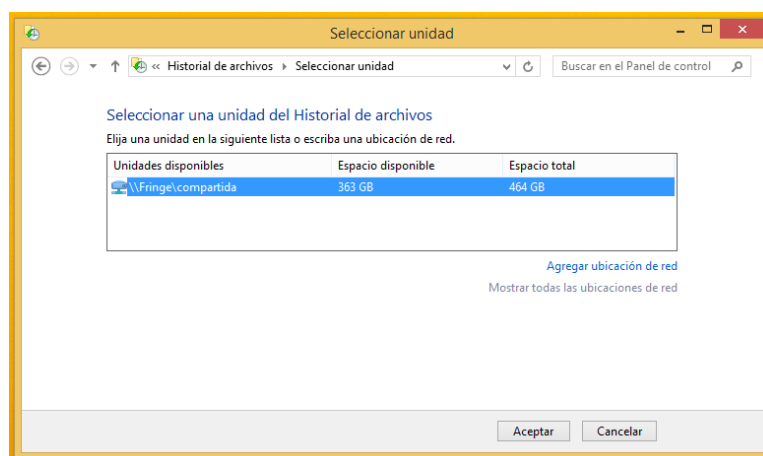 Seleccionar unidad
« Historial de archivos Seleccionar unidad Buscar en el Panel de control
Seleccionar una unidad del Historial de archivos
Elija una unidad en la siguiente lista o escriba una ubicación de red.
Unidades disponibles Espacio disponible Espacio total
\\Fringe\compartida 363 GB 464 GB
Agregar ubicación de red
Mostrar todas las ubicaciones de red
Aceptar Cancelar